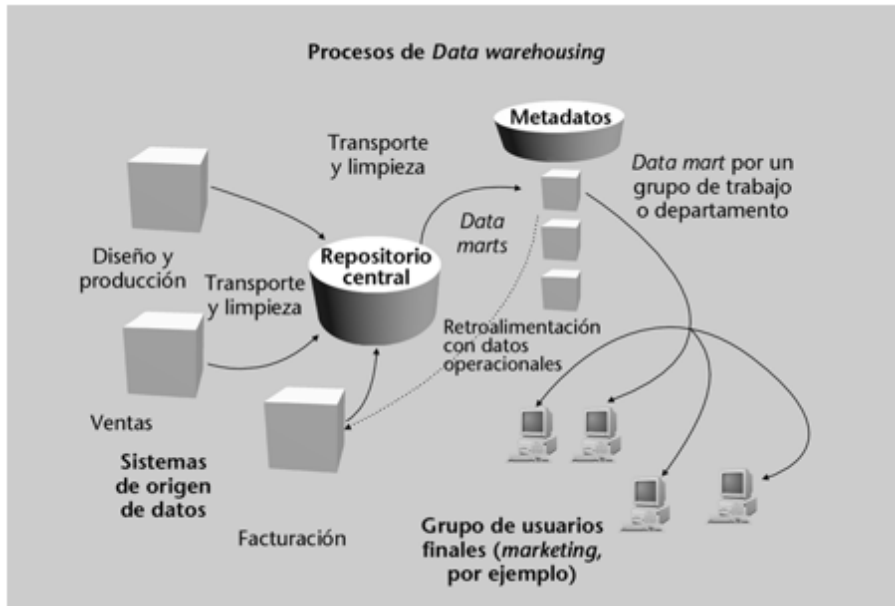 Procesos de Data warehousing
Metadatos
Transporte
y limpieza
Data mart por un
grupo de trabajo
o departamento
Data
marts
Diseño y
producción
Repositorio
central
Transporte
y limpieza
Retroalimentación
con datos
operacionales
Ventas
Sistemas
de origen
de datos
Facturación
Grupo de usuarios
finales (marketing,
por ejemplo)